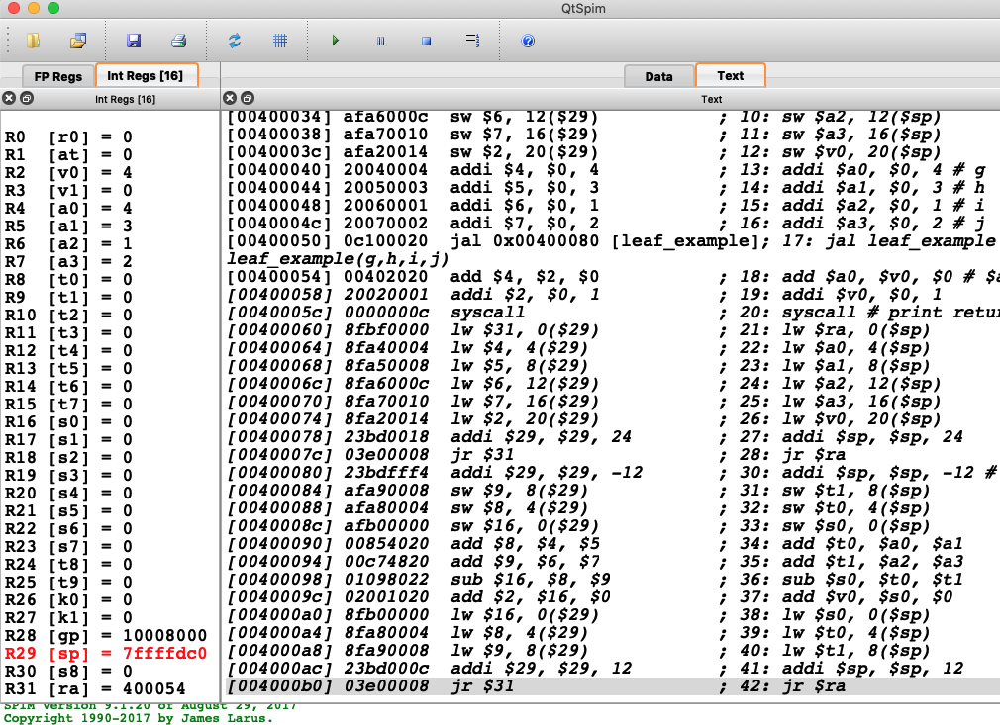 QtSpim
FP Regs Int Regs [16] Data Text
Int Regs [16] Text
R0 [r0] = 0
R1 [at] = 0
R2 [v0] = 4
R3 [v1] = 0
R4 [a0] = 4
R5 [a1] = 3
R6 [a2] = 1
R7 [a3] = 2
R8 [t0] = 0
R9 [t1] = 0
R10 [t2] = 0
R11 [t3] = 0
R12 [t4] = 0
R13 [t5] = 0
R14 [t6] = 0
R15 [t7] = 0
R16 [s0] = 0
R17 [s1] = 0
R18 [s2] = 0
R19 [s3] = 0
R20 [s4] = 0
R21 [s5] = 0
R22 [s6] = 0
R23 [s7] = 0
R24 [t8] = 0
R25 [t9] = 0
R26 [k0] = 0
R27 [k1] = 0
R28 [gp] = 10008000
R29 [sp] = 7ffffdc0
R30 [s8] = 0
R31 [ra] = 400054
[00400034] afa6000c sw $6, 12($29) ; 10: sw $a2, 12($sp)
[00400038] afa70010 sw $7, 16($29) ; 11: sw $a3, 16($sp)
[0040003c] afa20014 sw $2, 20($29) ; 12: sw $v0, 20($sp)
[00400040] 20040004 addi $4, $0, 4 ; 13: addi $a0, $0, 4 # g
[00400044] 20050003 addi $5, $0, 3 ; 14: addi $a1, $0, 3 # h
[00400048] 20060001 addi $6, $0, 1 ; 15: addi $a2, $0, 1 # i
[0040004c] 20070002 addi $7, $0, 2 ; 16: addi $a3, $0, 2 # j
[00400050] 0c100020 jal 0x00400080 [leaf_example]; 17: jal leaf_example
leaf_example(g,h,i,j)
[00400054] 00402020 add $4, $2, $0 ; 18: add $a0, $v0, $0 # $a
[00400058] 20020001 addi $2, $0, 1 ; 19: addi $v0, $0, 1
[0040005c] 0000000c syscall ; 20: syscall # print retur
[00400060] 8fbf0000 lw $31, 0($29) ; 21: lw $ra, 0($sp)
[00400064] 8fa40004 lw $4, 4($29) ; 22: lw $a0, 4($sp)
[00400068] 8fa50008 lw $5, 8($29) ; 23: lw $a1, 8($sp)
[0040006c] 8fa6000c lw $6, 12($29) ; 24: lw $a2, 12($sp)
[00400070] 8fa70010 lw $7, 16($29) ; 25: lw $a3, 16($sp)
[00400074] 8fa20014 lw $2, 20($29) ; 26: lw $v0, 20($sp)
[00400078] 23bd0018 addi $29, $29, 24 ; 27: addi $sp, $sp, 24
[0040007c] 03e00008 jr $31 ; 28: jr $ra
[00400080] 23bdfff4 addi $29, $29, -12 ; 30: addi $sp, $sp, -12 #
[00400084] afa90008 sw $9, 8($29) ; 31: sw $t1, 8($sp)
[00400088] afa80004 sw $8, 4($29) ; 32: sw $t0, 4($sp)
[0040008c] afb00000 sw $16, 0($29) ; 33: sw $s0, 0($sp)
[00400090] 00854020 add $8, $4, $5 ; 34: add $t0, $a0, $a1
[00400094] 00c74820 add $9, $6, $7 ; 35: add $t1, $a2, $a3
[00400098] 01098022 sub $16, $8, $9 ; 36: sub $s0, $t0, $t1
[0040009c] 02001020 add $2, $16, $0 ; 37: add $v0, $s0, $0
[004000a0] 8fb00000 lw $16, 0($29) ; 38: lw $s0, 0($sp)
[004000a4] 8fa80004 lw $8, 4($29) ; 39: lw $t0, 4($sp)
[004000a8] 8fa90008 lw $9, 8($29) ; 40: lw $t1, 8($sp)
[004000ac] 23bd000c addi $29, $29, 12 ; 41: addi $sp, $sp, 12
[004000b0] 03e00008 jr $31 ; 42: jr $ra
SPIM Version 9.1.20 of August 29, 2017
Copyright 1990-2017 by James Larus.